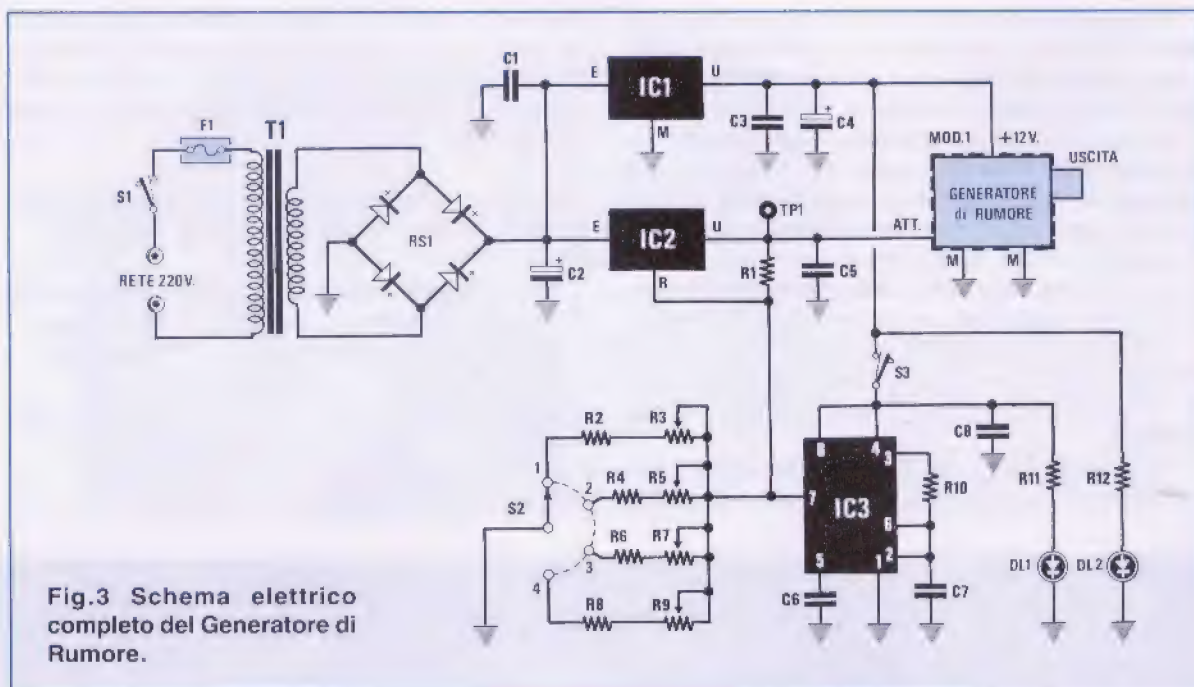 C1
E
IC1
U
M
C3
+
C4
MOD.1
+12V.
USCITA
GENERATORE
di RUMORE
ATT.
M
M
F1
T1
S1
RETE 220V.
RS1
E
IC2
U
R
+
C2
TP1
R1
C5
S3
R2
R3
1
2
R4
R5
S2
R6
R7
3
4
R8
R9
8
4
3
7
IC3
6
2
5
1
R10
C6
C7
C8
R11
R12
DL1
DL2
Fig.3 Schema elettrico
completo del Generatore di
Rumore.